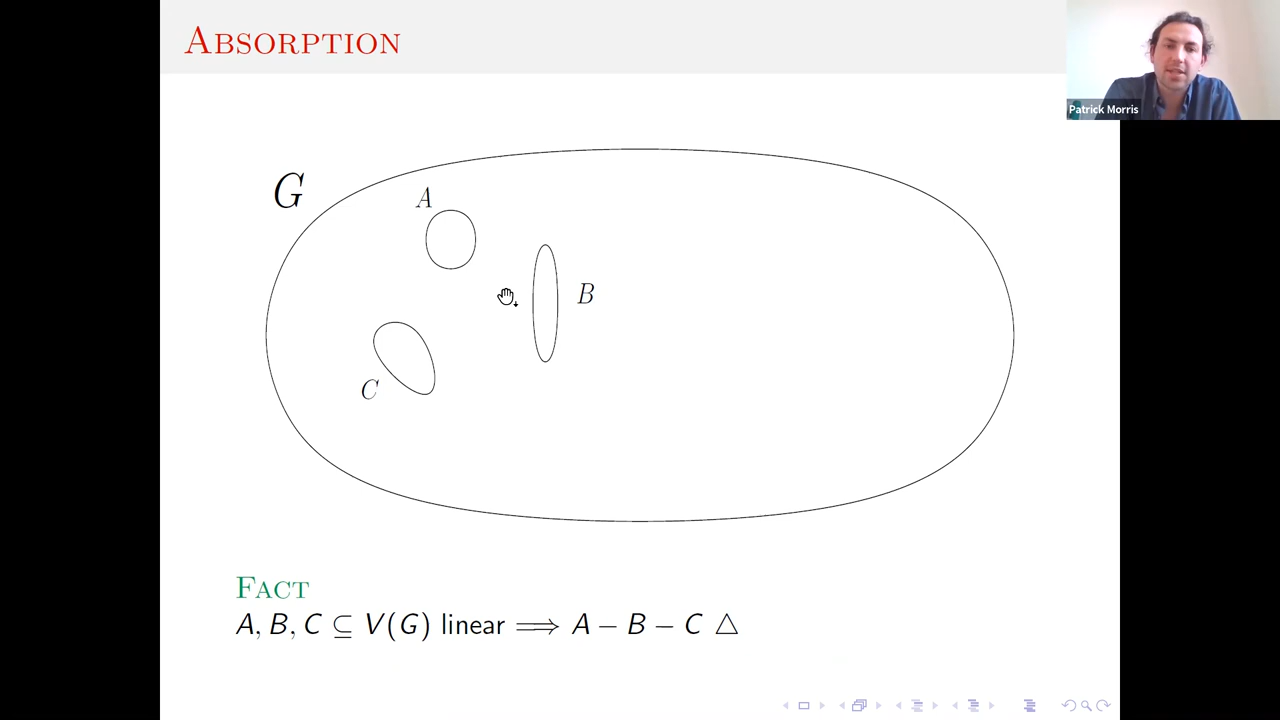 ABSORPTION
Patrick Morris
G
A
B
C
FACT
A, B, C ⊆ V(G) linear ⟹ A − B − C △